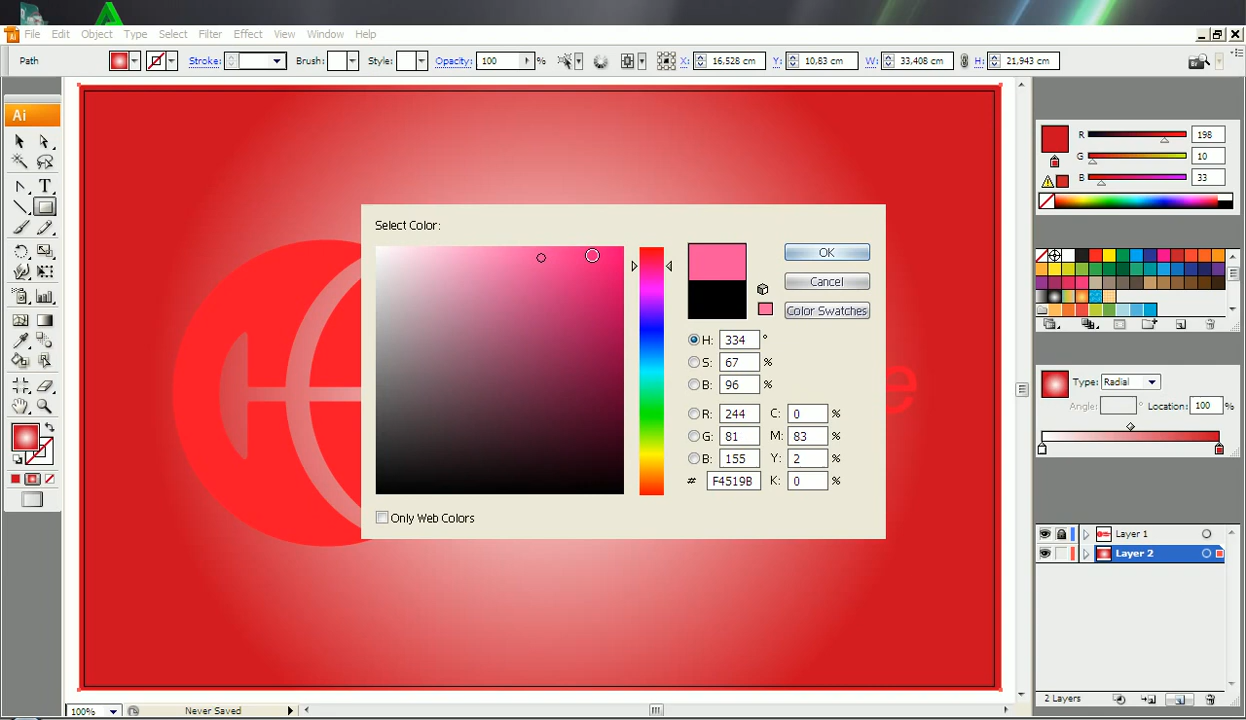 File Edit Object Type Select Filter Effect View Window Help
Path Stroke: Brush: Style: Opacity: 100 % X: 16,528 cm Y: 10,83 cm W: 33,408 cm H: 21,943 cm
Ai
R 198
G 10
B 33
Select Color:
OK
Cancel
Color Swatches
H: 334 °
S: 67 %
B: 96 %
R: 244 C: 0 %
G: 81 M: 83 %
B: 155 Y: 2 %
# F4519B K: 0 %
Only Web Colors
e
Type: Radial
Angle: ° Location: 100 %
Layer 1
Layer 2
2 Layers
100% Never Saved